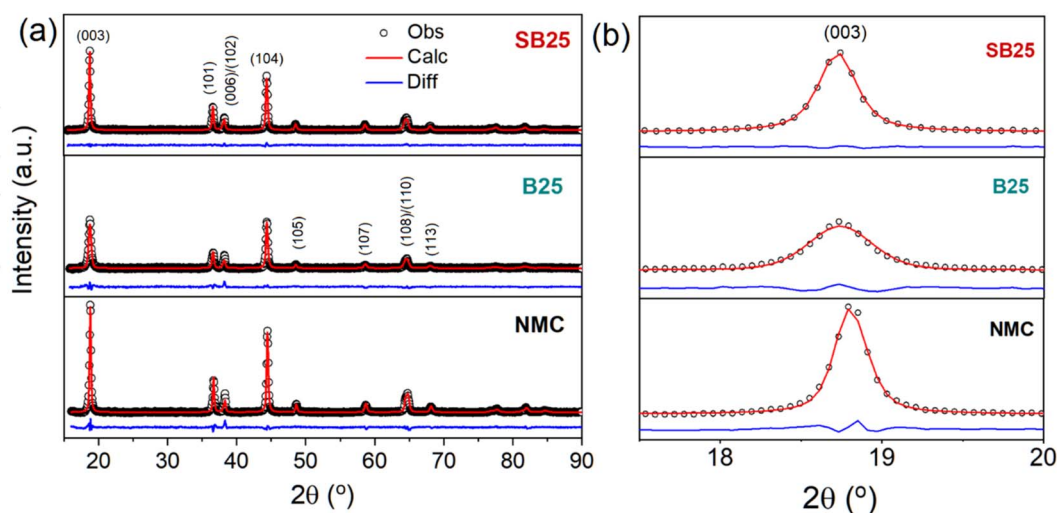 (a)
(003)
(101)
(006)/(102)
(104)
Obs
Calc
Diff
SB25
B25
(105)
(107)
(108)/(110)
(113)
NMC
Intensity (a.u.)
20 30 40 50 60 70 80 90
2θ (º)
(b)
(003)
SB25
B25
NMC
18 19 20
2θ (º)